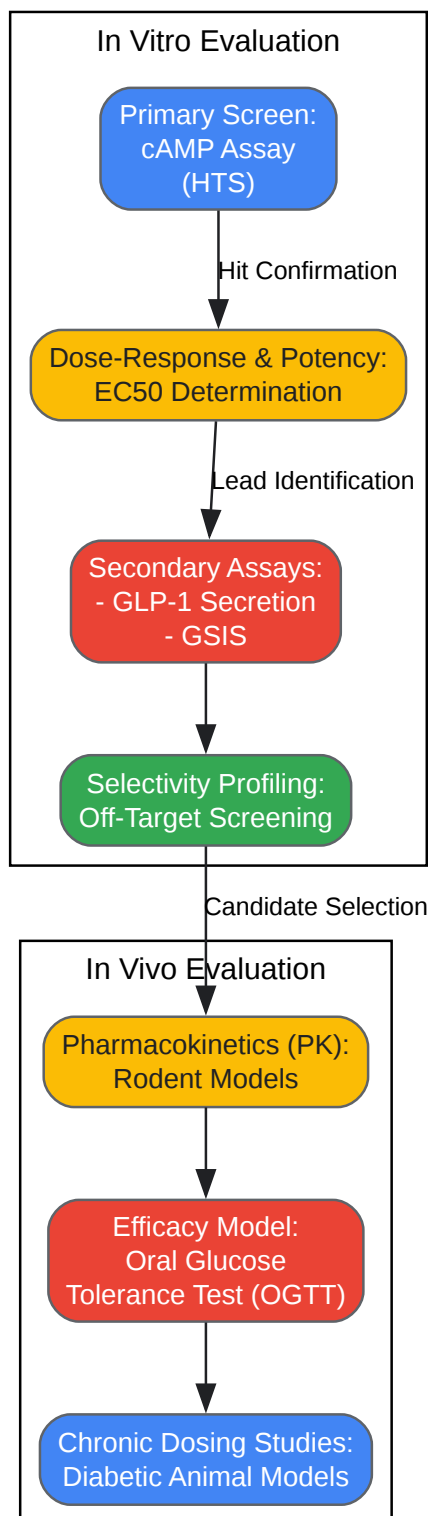 In Vitro Evaluation
Primary Screen:
cAMP Assay
(HTS)
Hit Confirmation
Dose-Response & Potency:
EC50 Determination
Lead Identification
Secondary Assays:
- GLP-1 Secretion
- GSIS
Selectivity Profiling:
Off-Target Screening
Candidate Selection
In Vivo Evaluation
Pharmacokinetics (PK):
Rodent Models
Efficacy Model:
Oral Glucose
Tolerance Test (OGTT)
Chronic Dosing Studies:
Diabetic Animal Models